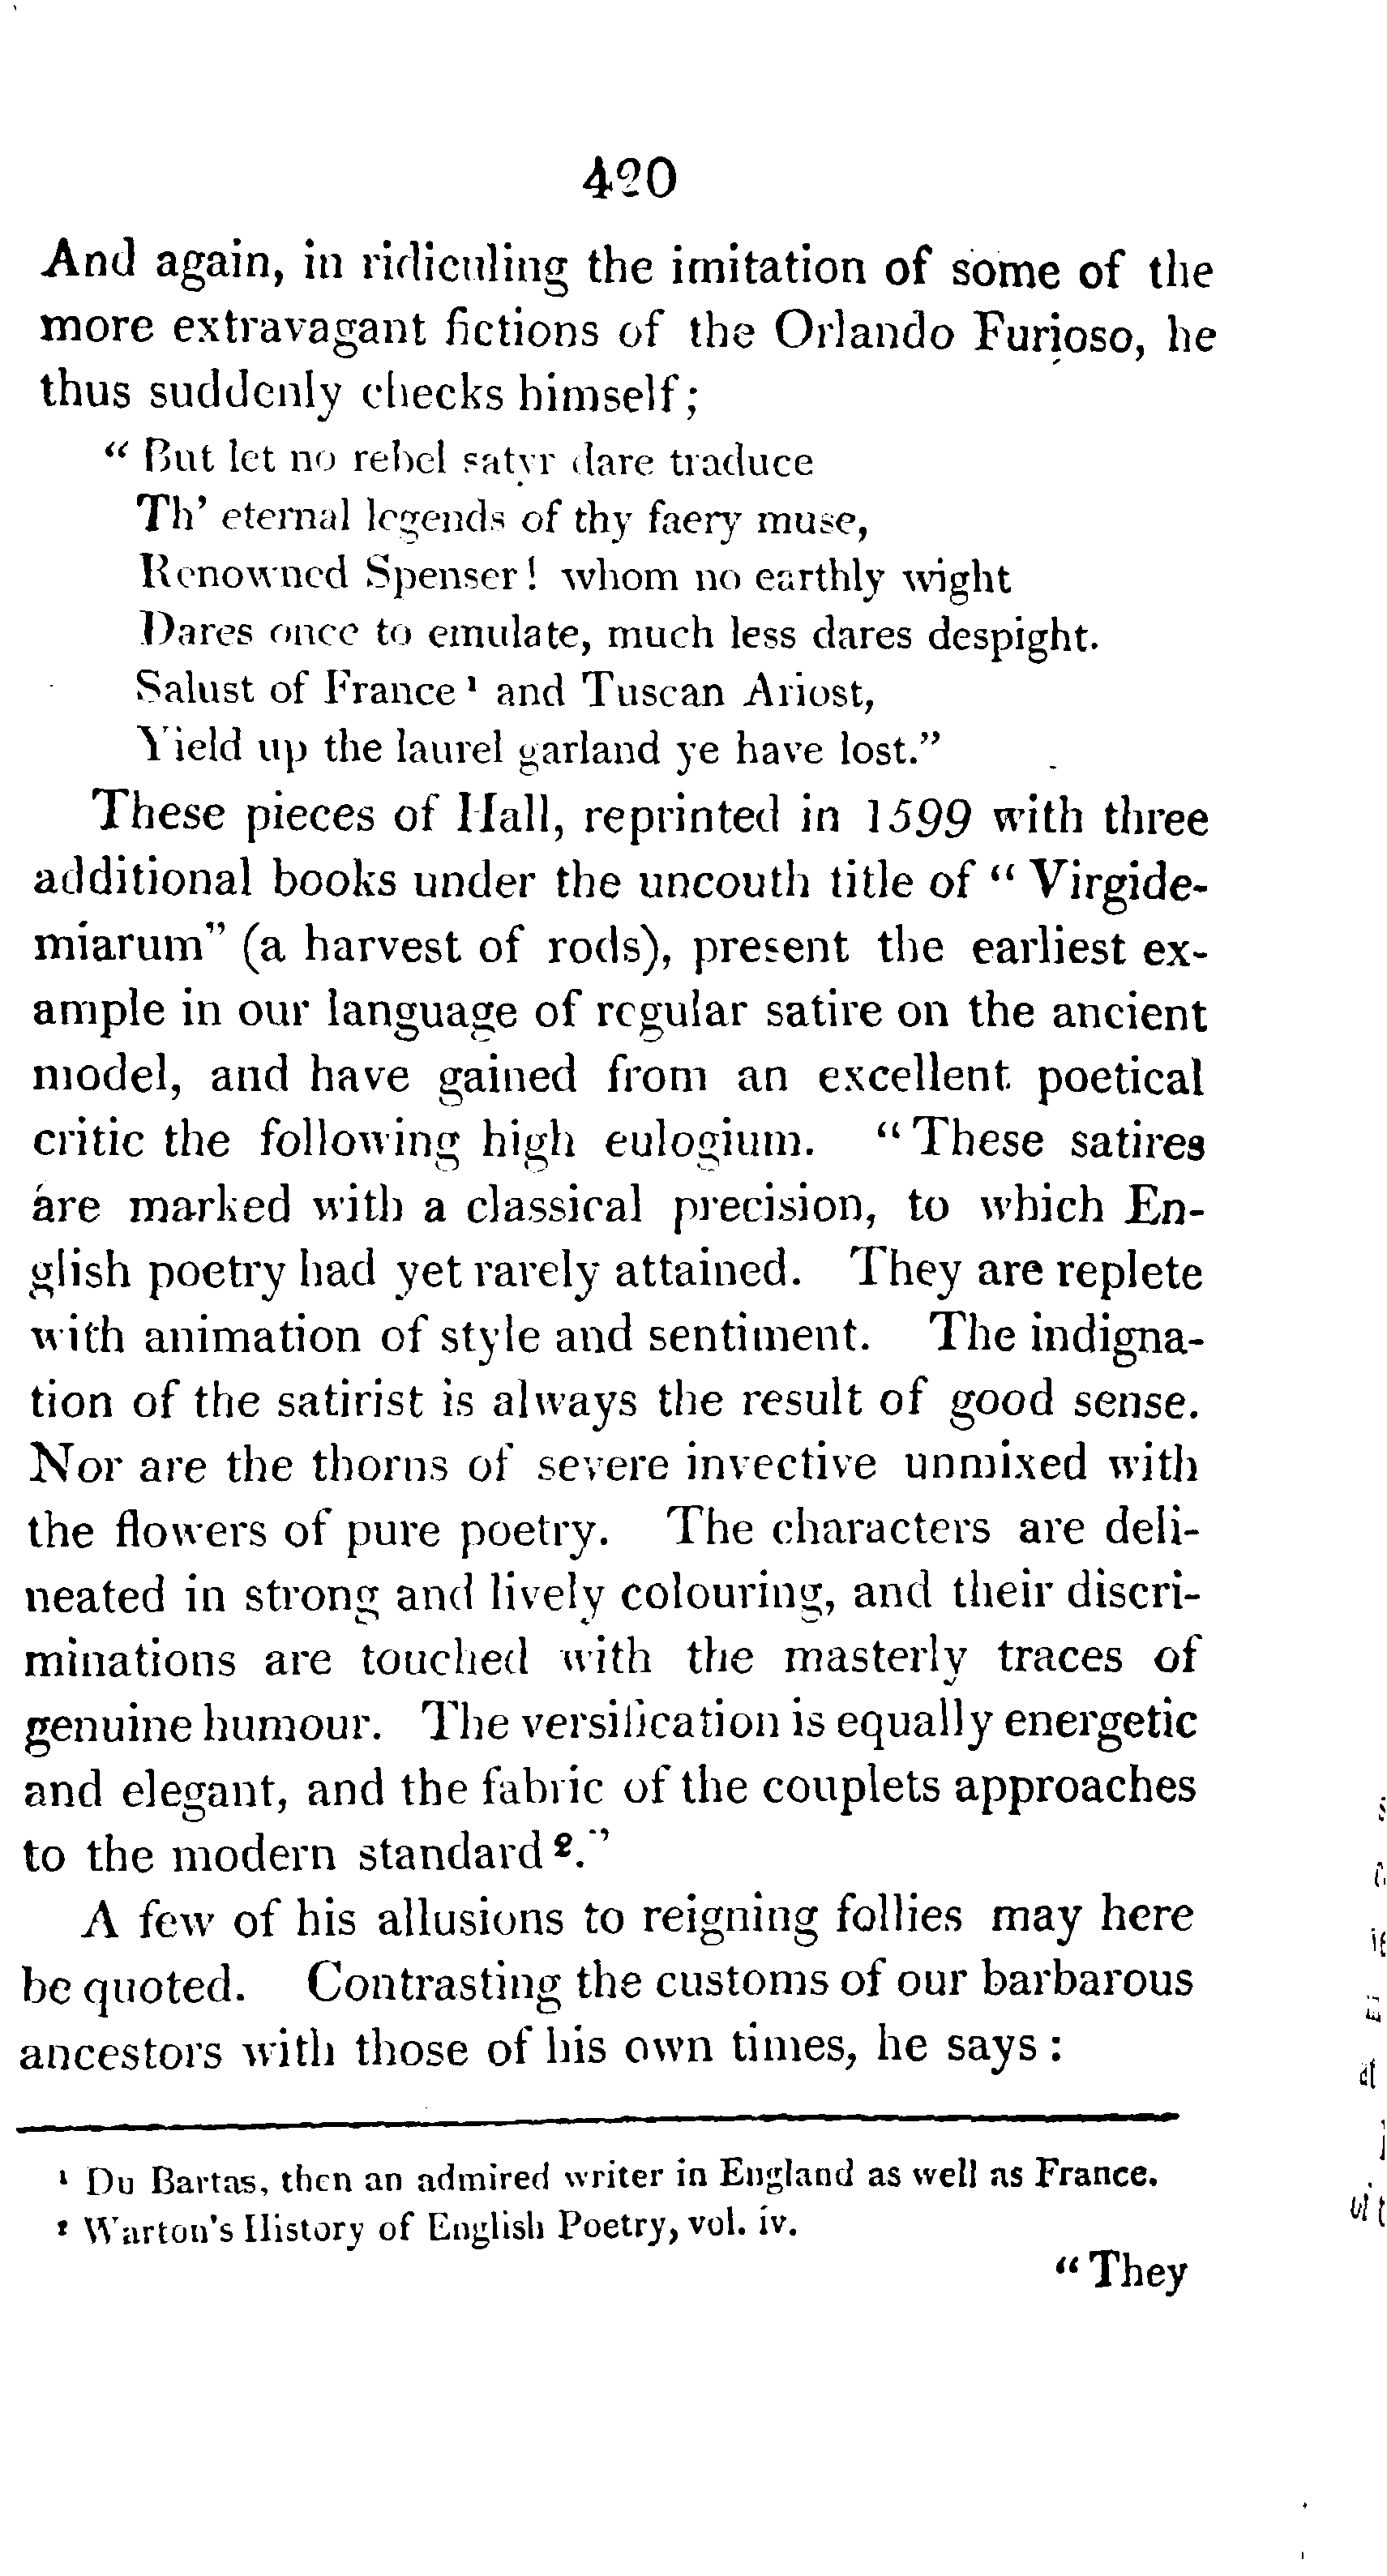 420
And again, in ridiculing the imitation of some of the
more extravagant fictions of the Orlando Furioso, he
thus suddenly checks himself;
“ But let no rebel satyr dare traduce
Th’ eternal legends of thy faery muse,
Renowned Spenser! whom no earthly wight
Dares once to emulate, much less dares despight.
Salust of France ¹ and Tuscan Ariost,
Yield up the laurel garland ye have lost.”
These pieces of Hall, reprinted in 1599 with three
additional books under the uncouth title of “ Virgide-
miarum” (a harvest of rods), present the earliest ex-
ample in our language of regular satire on the ancient
model, and have gained from an excellent poetical
critic the following high eulogium. “ These satires
are marked with a classical precision, to which En-
glish poetry had yet rarely attained. They are replete
with animation of style and sentiment. The indigna-
tion of the satirist is always the result of good sense.
Nor are the thorns of severe invective unmixed with
the flowers of pure poetry. The characters are deli-
neated in strong and lively colouring, and their discri-
minations are touched with the masterly traces of
genuine humour. The versification is equally energetic
and elegant, and the fabric of the couplets approaches
to the modern standard ².”
A few of his allusions to reigning follies may here
be quoted. Contrasting the customs of our barbarous
ancestors with those of his own times, he says :
¹ Du Bartas, then an admired writer in England as well as France.
² Warton's History of English Poetry, vol. iv.
“ They